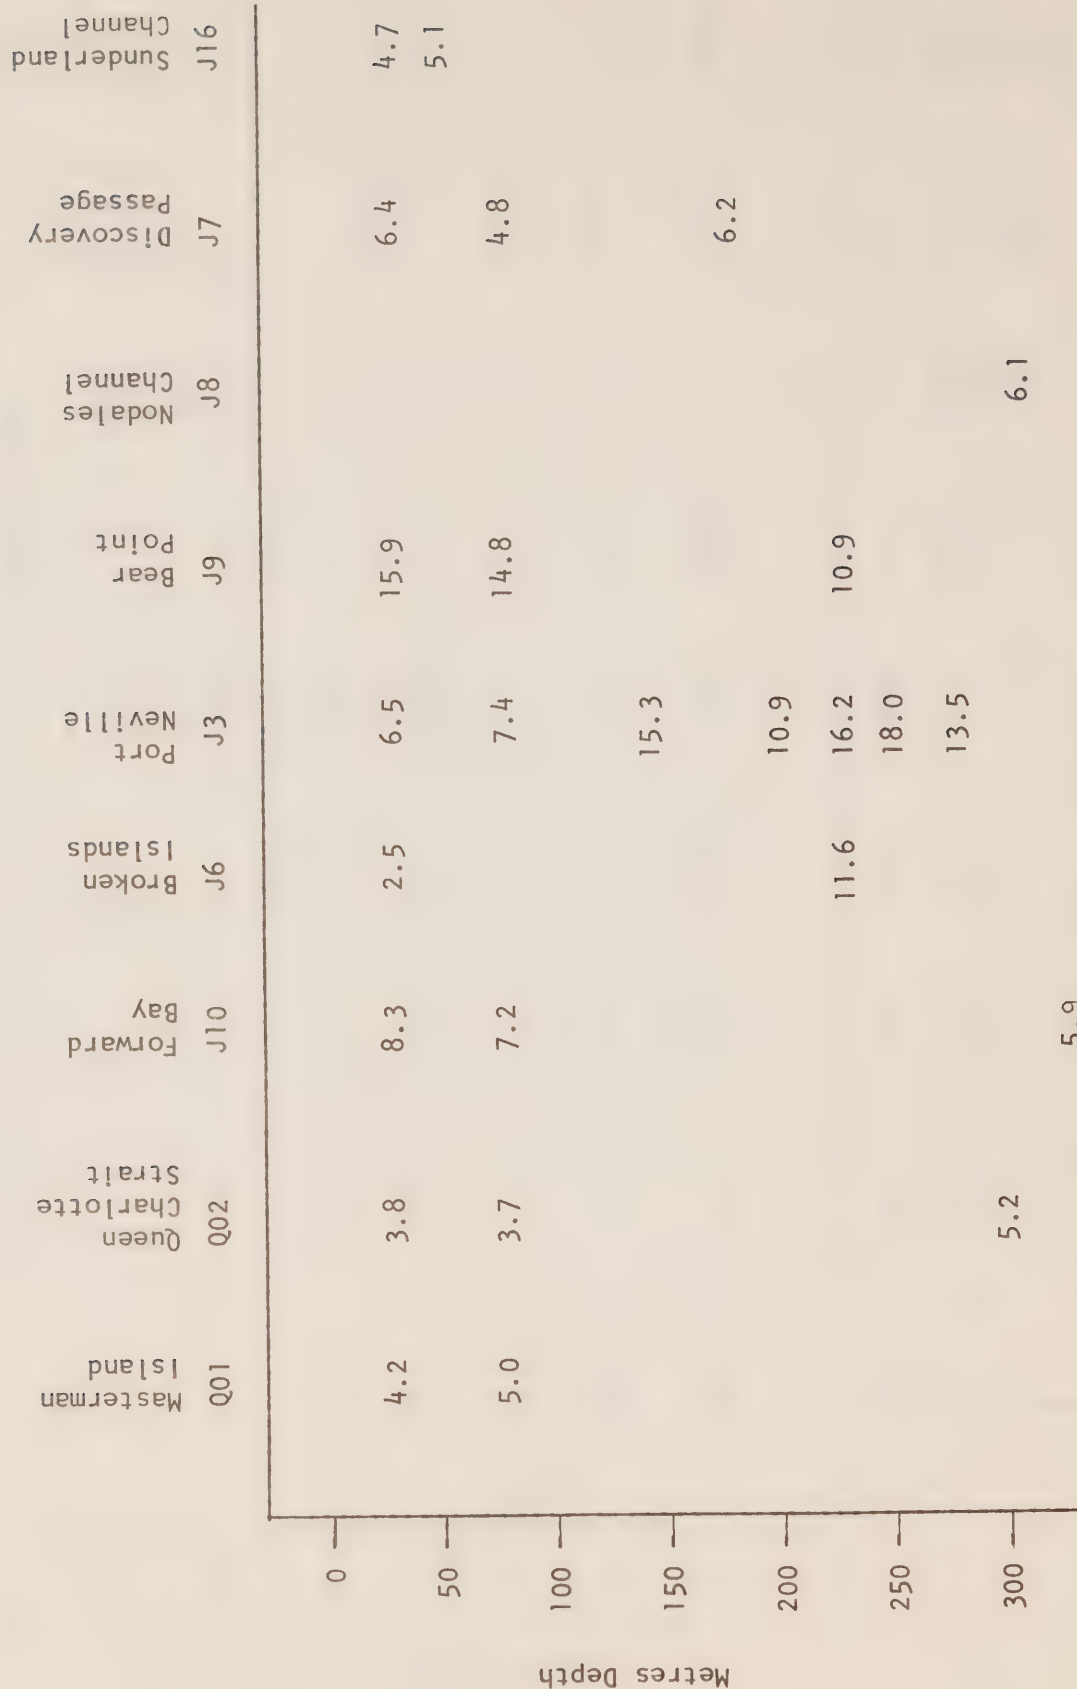 Masterman
Island
Queen
Charlotte
Strait
Forward
Bay
Broken
Islands
Port
Neville
Bear
Point
Nodales
Channel
Discovery
Passage
Sunderland
Channel
Q01 Q02 J10 J6 J3 J9 J8 J7 J16
Metres Depth
0
4.2 3.8 8.3 2.5 6.5 15.9 6.4 4.7
50 5.1
5.0 3.7 7.2 7.4 14.8 4.8
100
150 15.3
6.2
200 10.9
11.6 16.2 10.9
250 18.0
13.5
300 5.2 6.1
5.9